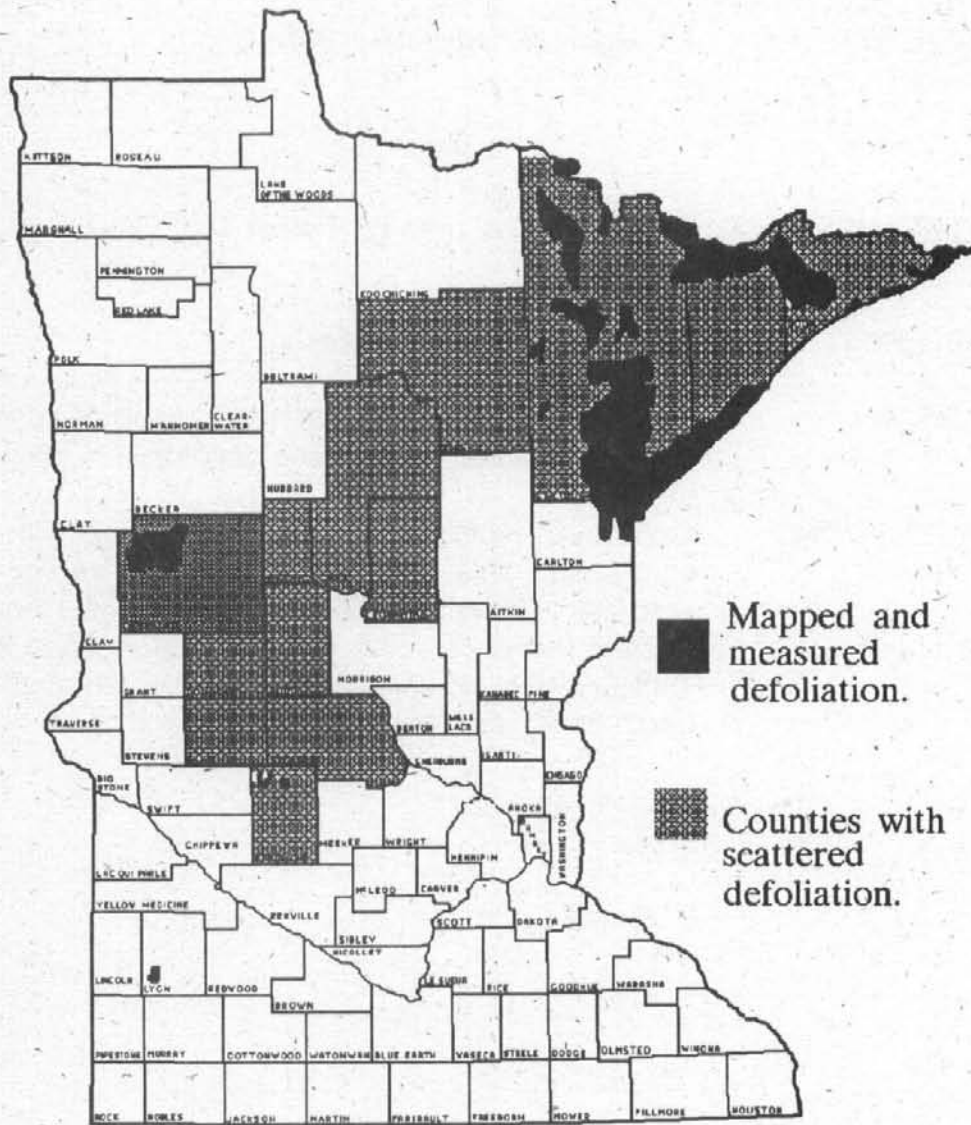 KITTSON
ROSEAU
LAKE
OF THE WOODS
MARSHALL
PENNINGTON
RED LAKE
KOOCHICHING
POLK
BELTRAMI
NORMAN
MAHNOMEN
CLEAR-
WATER
HUBBARD
BECKER
CLAY
CARLTON
AITKIN
CLAY
Mapped and
measured
defoliation.
GRANT
MORRISON
KANABEC
PINE
TRAVERSE
BENTON
MILLE
LACS
STEVENS
SHERBURNE
ISANTI
CHISAGO
BIG
STONE
SWIFT
ANOKA
WASHINGTON
Counties with
scattered
defoliation.
CHIPPEWA
MEEKER
WRIGHT
HENNIPIN
LAC QUI PARLE
MCLEOD
CARVER
YELLOW MEDICINE
RENVILLE
SCOTT
DAKOTA
SIBLEY
NICOLLET
LINCOLN
LYON
REDWOOD
LE SUEUR
RICE
GOODHUE
WABASHA
BROWN
PIPESTONE
MURRAY
COTTONWOOD
WATONWAN
BLUE EARTH
WASECA
STEELE
DODGE
OLMSTED
WINONA
ROCK
NOBLES
JACKSON
MARTIN
FARIBAULT
FREEBORN
MOWER
FILLMORE
HOUSTON